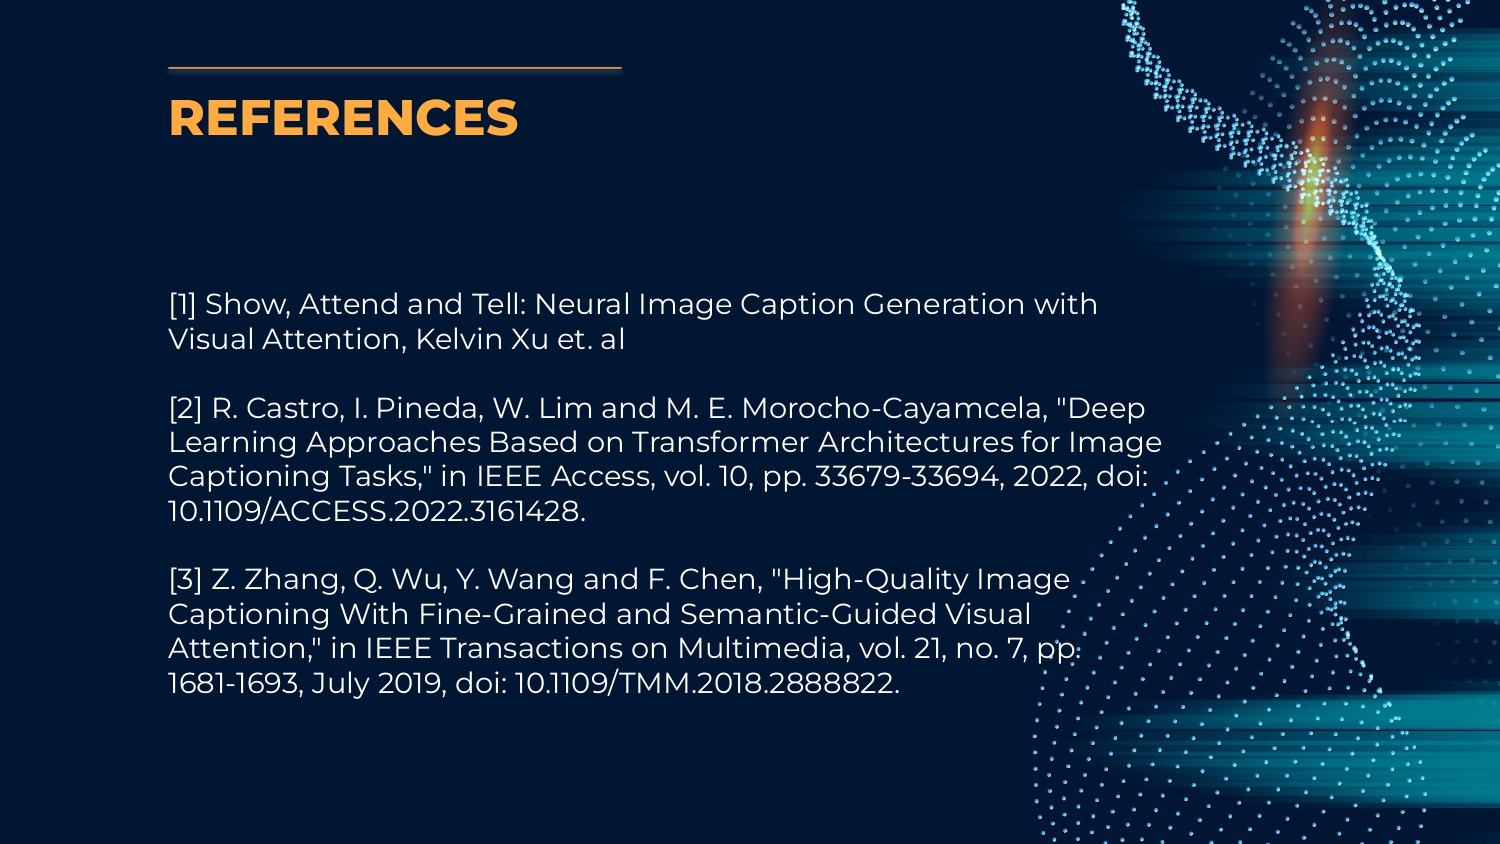 REFERENCES
[1] Show, Attend and Tell: Neural Image Caption Generation with
Visual Attention, Kelvin Xu et. al
[2] R. Castro, I. Pineda, W. Lim and M. E. Morocho-Cayamcela, "Deep
Learning Approaches Based on Transformer Architectures for Image
Captioning Tasks," in IEEE Access, vol. 10, pp. 33679-33694, 2022, doi:
10.1109/ACCESS.2022.3161428.
[3] Z. Zhang, Q. Wu, Y. Wang and F. Chen, "High-Quality Image
Captioning With Fine-Grained and Semantic-Guided Visual
Attention," in IEEE Transactions on Multimedia, vol. 21, no. 7, pp.
1681-1693, July 2019, doi: 10.1109/TMM.2018.2888822.